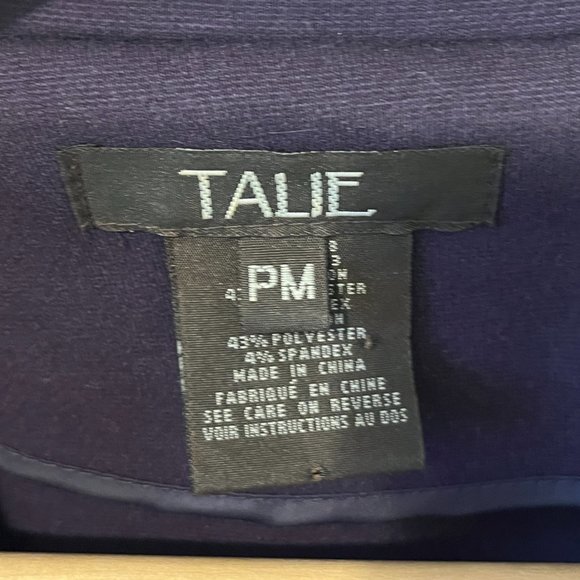 TALIE
PM
43% POLYESTER
4% SPANDEX
MADE IN CHINA
FABRIQUÉ EN CHINE
SEE CARE ON REVERSE
VOIR INSTRUCTIONS AU DOS